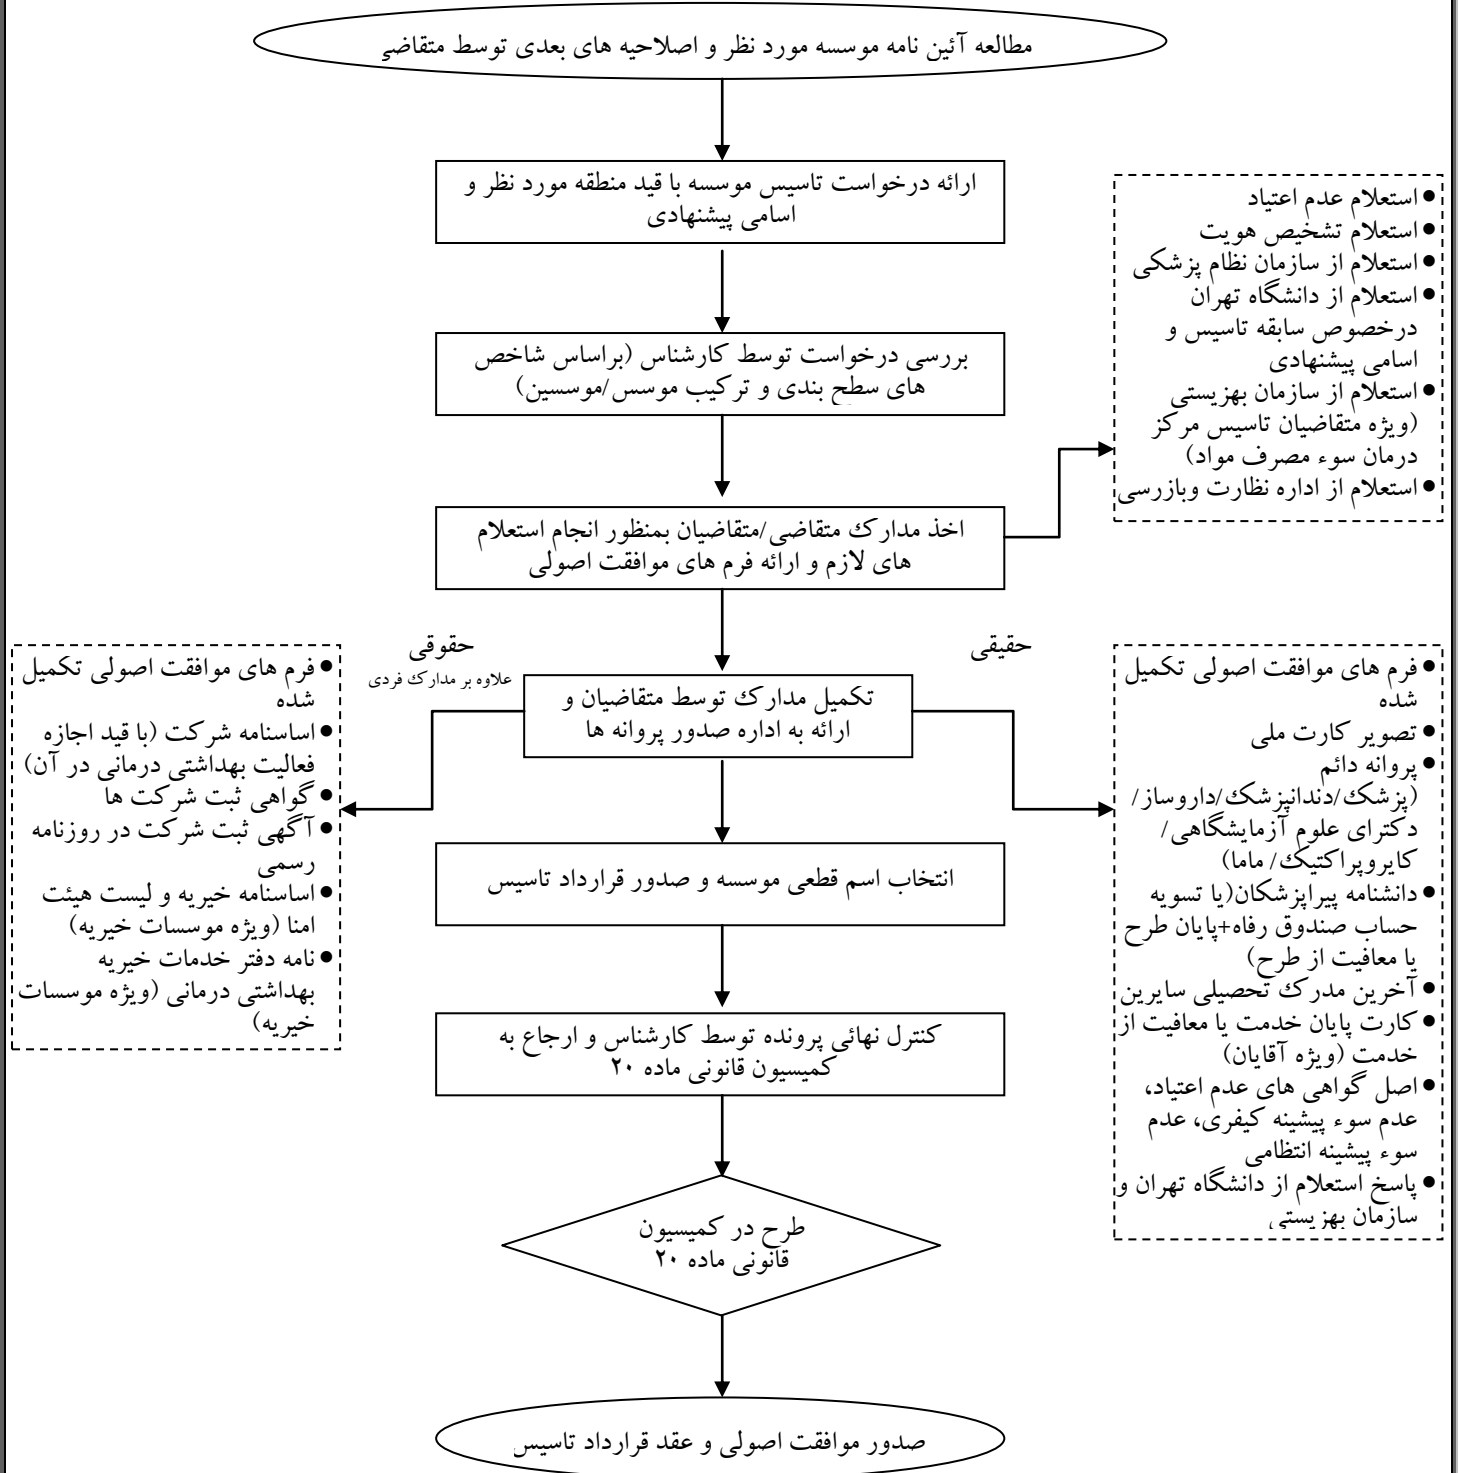 مطالعه آئین نامه موسسه مورد نظر و اصلاحیه های بعدی توسط متقاضی
ارائه درخواست تاسیس موسسه با قید منطقه مورد نظر و
اسامی پیشنهادی
بررسی درخواست توسط کارشناس (براساس شاخص
های سطح بندی و ترکیب موسس/موسسین)
اخذ مدارک متقاضی/متقاضیان بمنظور انجام استعلام
های لازم و ارائه فرم های موافقت اصولی
● استعلام عدم اعتیاد
● استعلام تشخیص هویت
● استعلام از سازمان نظام پزشکی
● استعلام از دانشگاه تهران
درخصوص سابقه تاسیس و
اسامی پیشنهادی
● استعلام از سازمان بهزیستی
(ویژه متقاضیان تاسیس مرکز
درمان سوء مصرف مواد)
● استعلام از اداره نظارت وبازرسی
حقیقی
حقوقی
علاوه بر مدارک فردی
تکمیل مدارک توسط متقاضیان و
ارائه به اداره صدور پروانه ها
● فرم های موافقت اصولی تکمیل
شده
● تصویر کارت ملی
● پروانه دائم
(پزشک/دندانپزشک/داروساز/
دکترای علوم آزمایشگاهی/
کایروپراکتیک/ ماما)
● دانشنامه پیراپزشکان(یا تسویه
حساب صندوق رفاه+پایان طرح
یا معافیت از طرح)
● آخرین مدرک تحصیلی سایرین
● کارت پایان خدمت یا معافیت از
خدمت (ویژه آقایان)
● اصل گواهی های عدم اعتیاد،
عدم سوء پیشینه کیفری، عدم
سوء پیشینه انتظامی
● پاسخ استعلام از دانشگاه تهران و
سازمان بهزیستی
● فرم های موافقت اصولی تکمیل
شده
● اساسنامه شرکت (با قید اجازه
فعالیت بهداشتی درمانی در آن)
● گواهی ثبت شرکت ها
● آگهی ثبت شرکت در روزنامه
رسمی
● اساسنامه خیریه و لیست هیئت
امنا (ویژه موسسات خیریه)
● نامه دفتر خدمات خیریه
بهداشتی درمانی (ویژه موسسات
خیریه)
انتخاب اسم قطعی موسسه و صدور قرارداد تاسیس
کنترل نهائی پرونده توسط کارشناس و ارجاع به
کمیسیون قانونی ماده ۲۰
طرح در کمیسیون
قانونی ماده ۲۰
صدور موافقت اصولی و عقد قرارداد تاسیس